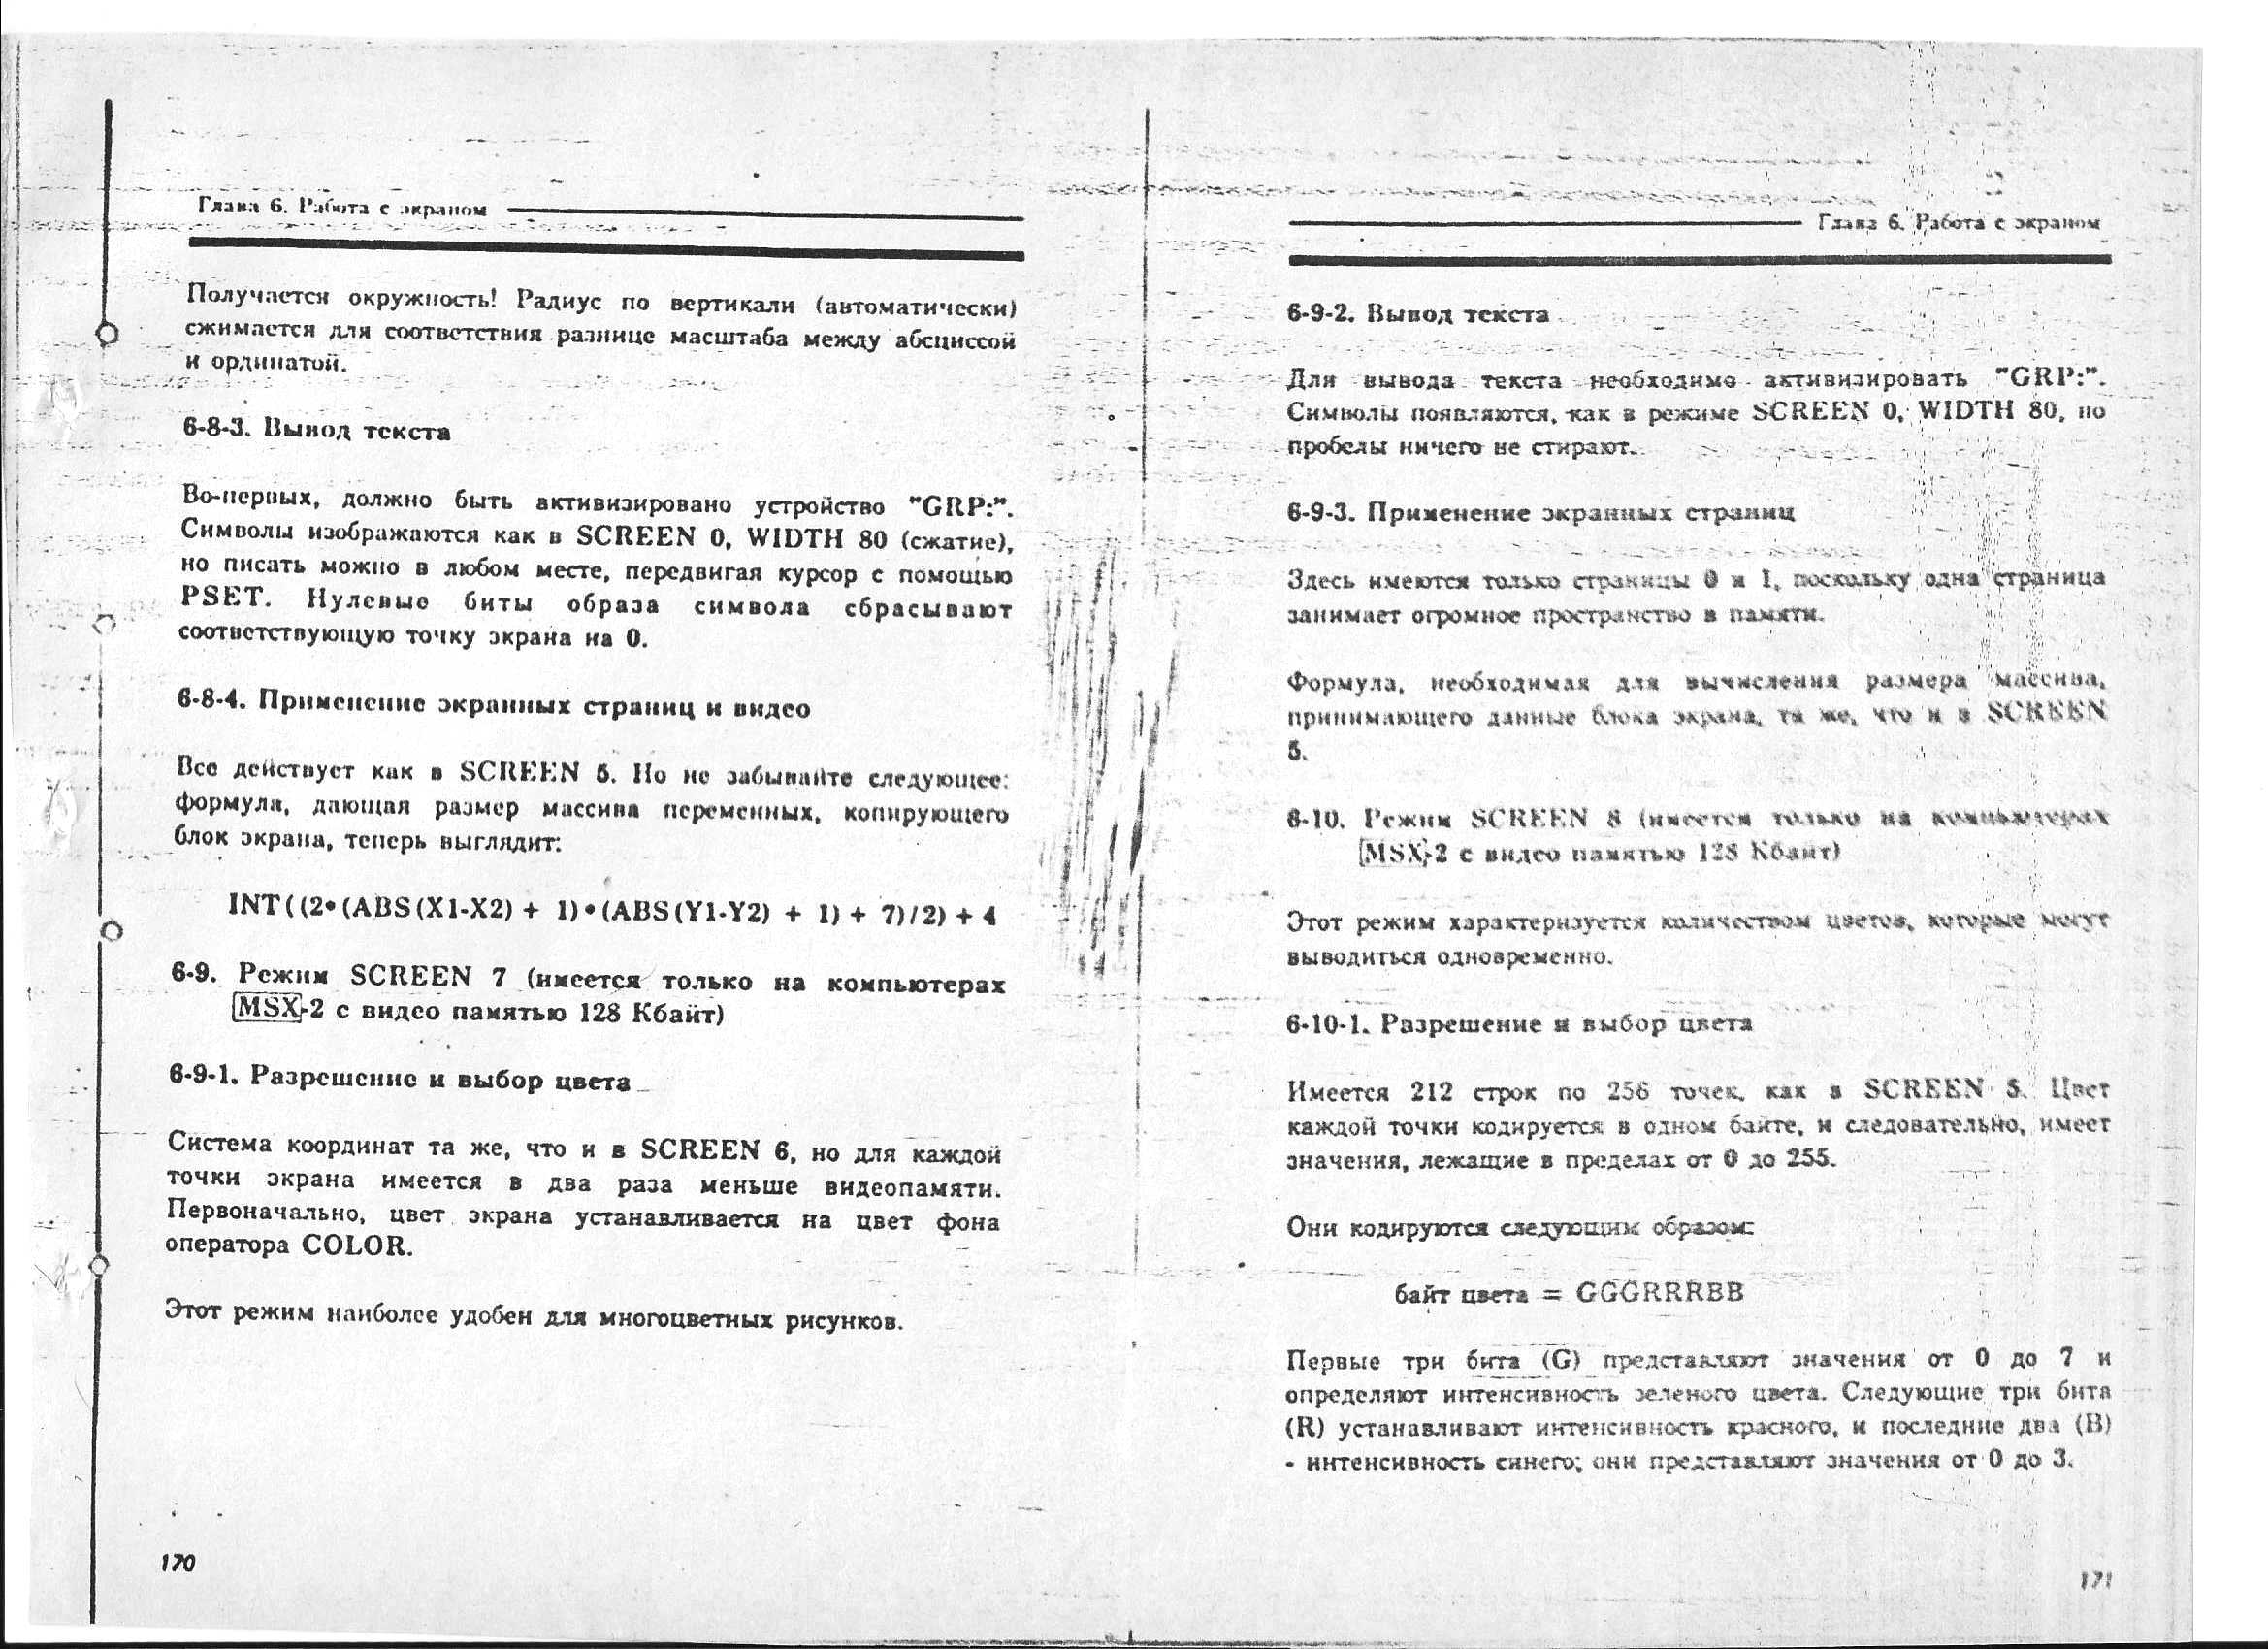 Глава 6. Работа с экраном
Получается окружность! Радиус по вертикали (автоматически)
сжимается для соответствия разнице масштаба между абсциссой
и ординатой.
6-8-3. Вывод текста
Во-первых, должно быть активизировано устройство "GRP:".
Символы изображаются как в SCREEN 0, WIDTH 80 (сжатие),
но писать можно в любом месте, передвигая курсор с помощью
PSET. Нулевые биты образа символа сбрасывают
соответствующую точку экрана на 0.
6-8-4. Применение экранных страниц и видео
Все действует как в SCREEN 5. Но не забывайте следующее:
формула, дающая размер массива переменных, копирующего
блок экрана, теперь выглядит:
INT((2•(ABS(X1-X2) + 1)•(ABS(Y1-Y2) + 1) + 7)/2) + 4
6-9. Режим SCREEN 7 (имеется только на компьютерах
MSX-2 с видео памятью 128 Кбайт)
6-9-1. Разрешение и выбор цвета
Система координат та же, что и в SCREEN 6, но для каждой
точки экрана имеется в два раза меньше видеопамяти.
Первоначально, цвет экрана устанавливается на цвет фона
оператора COLOR.
Этот режим наиболее удобен для многоцветных рисунков.
170
Глава 6. Работа с экраном
6-9-2. Вывод текста
Для вывода текста необходимо активизировать "GRP:".
Символы появляются, как в режиме SCREEN 0, WIDTH 80, но
пробелы ничего не стирают.
6-9-3. Применение экранных страниц
Здесь имеются только страницы 0 и 1, поскольку одна страница
занимает огромное пространство в памяти.
Формула, необходимая для вычисления размера массива,
принимающего данные блока экрана, та же, что и в SCREEN
5.
6-10. Режим SCREEN 8 (имеется только на компьютерах
MSX-2 с видео памятью 128 Кбайт)
Этот режим характеризуется количеством цветов, которые могут
выводиться одновременно.
6-10-1. Разрешение и выбор цвета
Имеется 212 строк по 256 точек, как в SCREEN 5. Цвет
каждой точки кодируется в одном байте, и следовательно, имеет
значения, лежащие в пределах от 0 до 255.
Они кодируются следующим образом:
байт цвета = GGGRRRBB
Первые три бита (G) представляют значения от 0 до 7 и
определяют интенсивность зеленого цвета. Следующие три бита
(R) устанавливают интенсивность красного, и последние два (B)
- интенсивность синего; они представляют значения от 0 до 3.
171